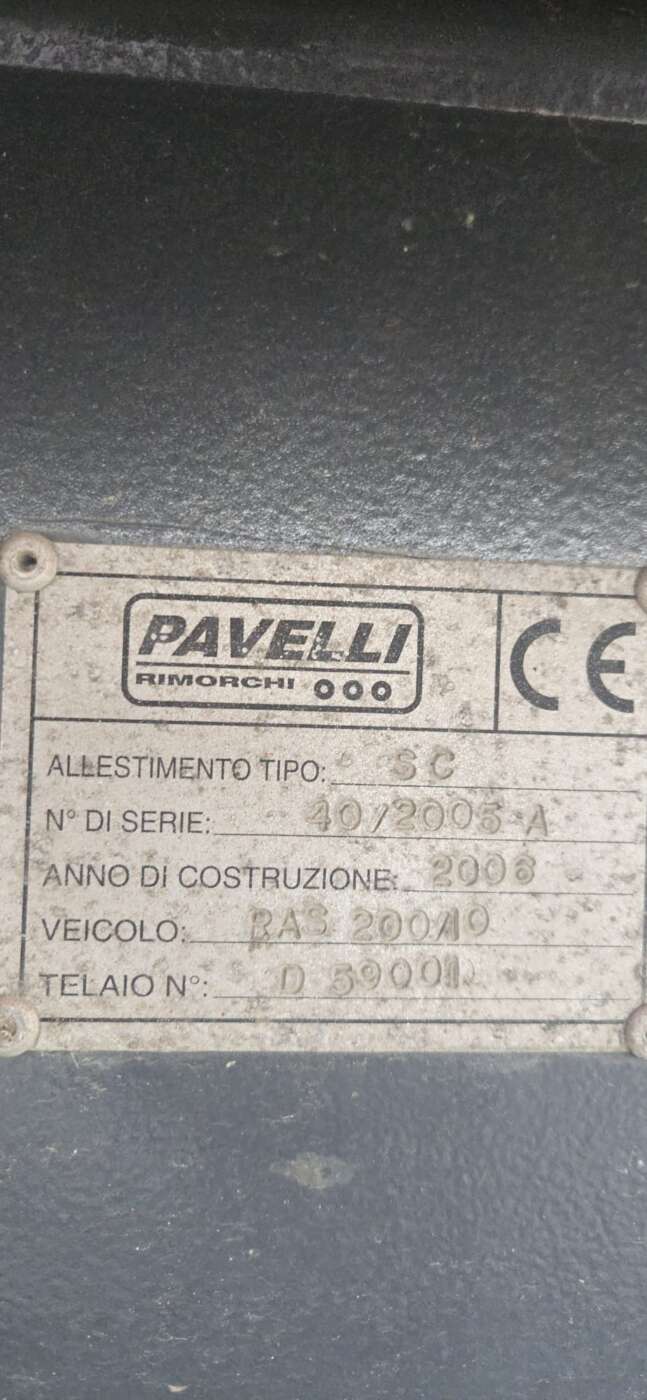 PAVELLI
RIMORCHI
CE
ALLESTIMENTO TIPO: SC
N° DI SERIE: 40/2005 A
ANNO DI COSTRUZIONE: 2006
VEICOLO: RAS 200/10
TELAIO N°: D